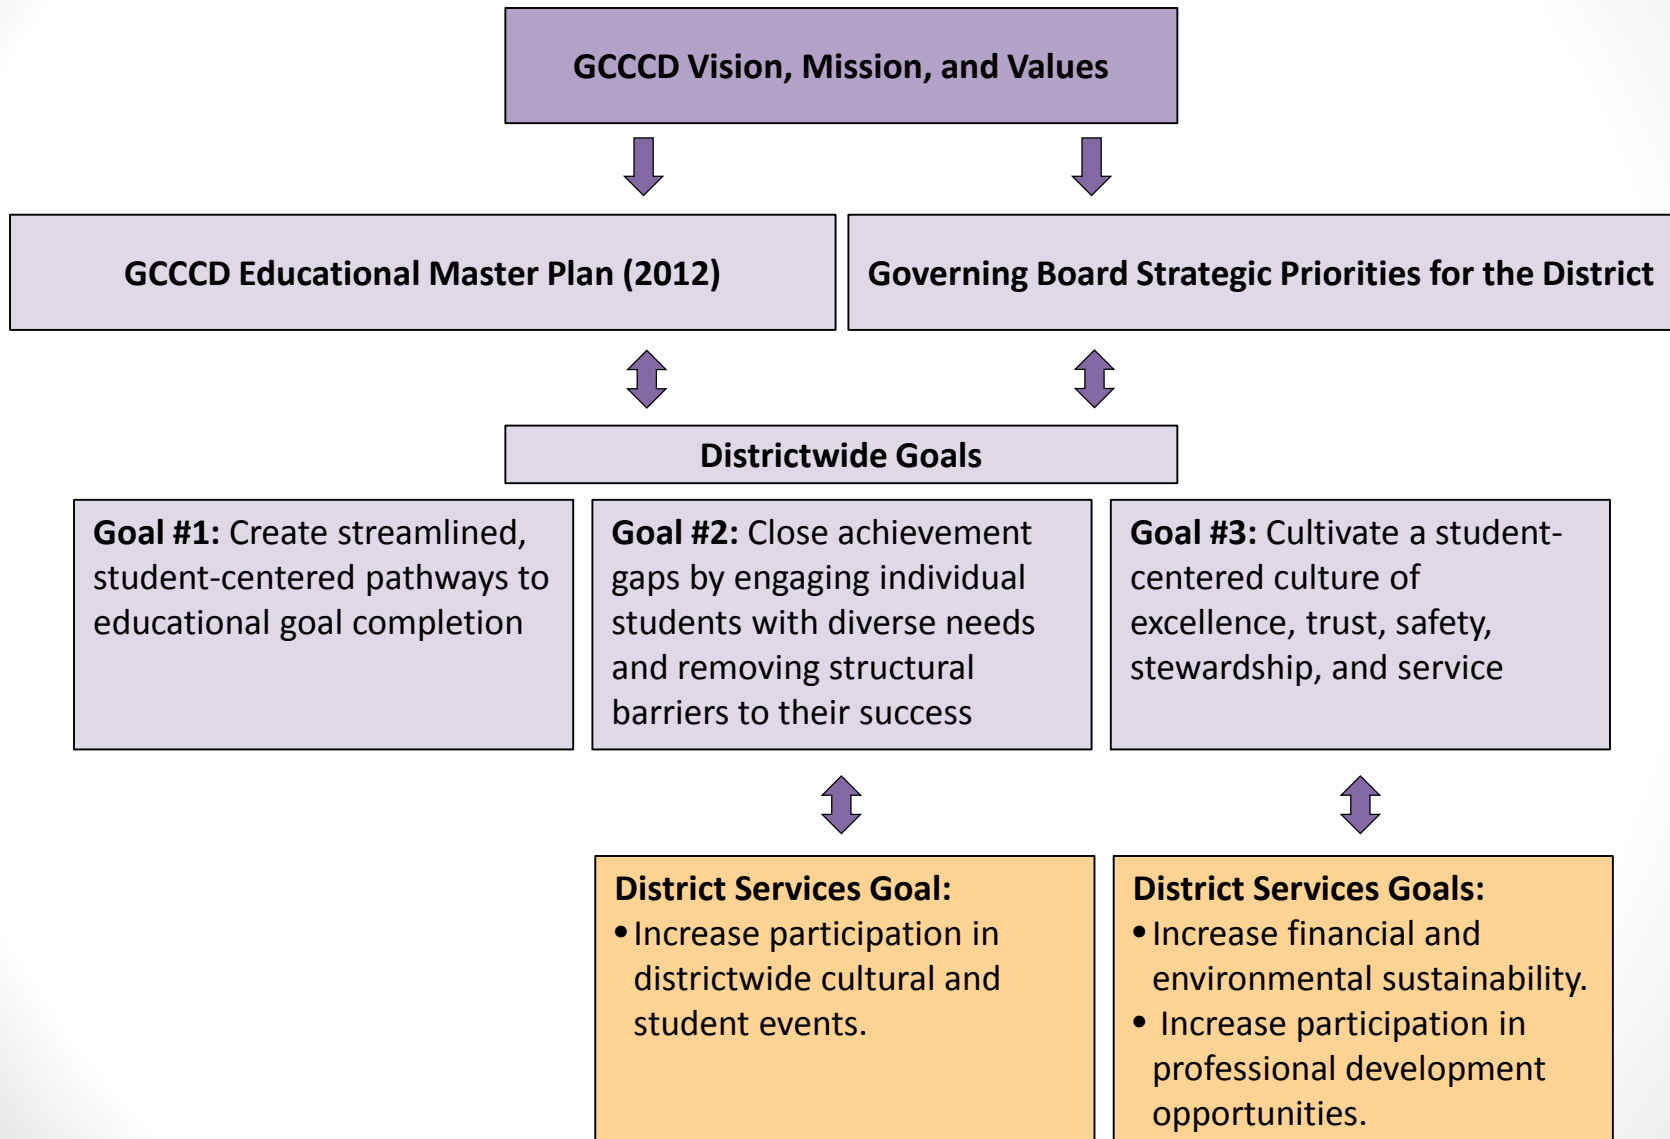 GCCCD Vision, Mission, and Values
GCCCD Educational Master Plan (2012)
Governing Board Strategic Priorities for the District
Districtwide Goals
Goal #1: Create streamlined,
student-centered pathways to
educational goal completion
Goal #2: Close achievement
gaps by engaging individual
students with diverse needs
and removing structural
barriers to their success
Goal #3: Cultivate a student-
centered culture of
excellence, trust, safety,
stewardship, and service
District Services Goal:
• Increase participation in
districtwide cultural and
student events.
District Services Goals:
• Increase financial and
environmental sustainability.
• Increase participation in
professional development
opportunities.